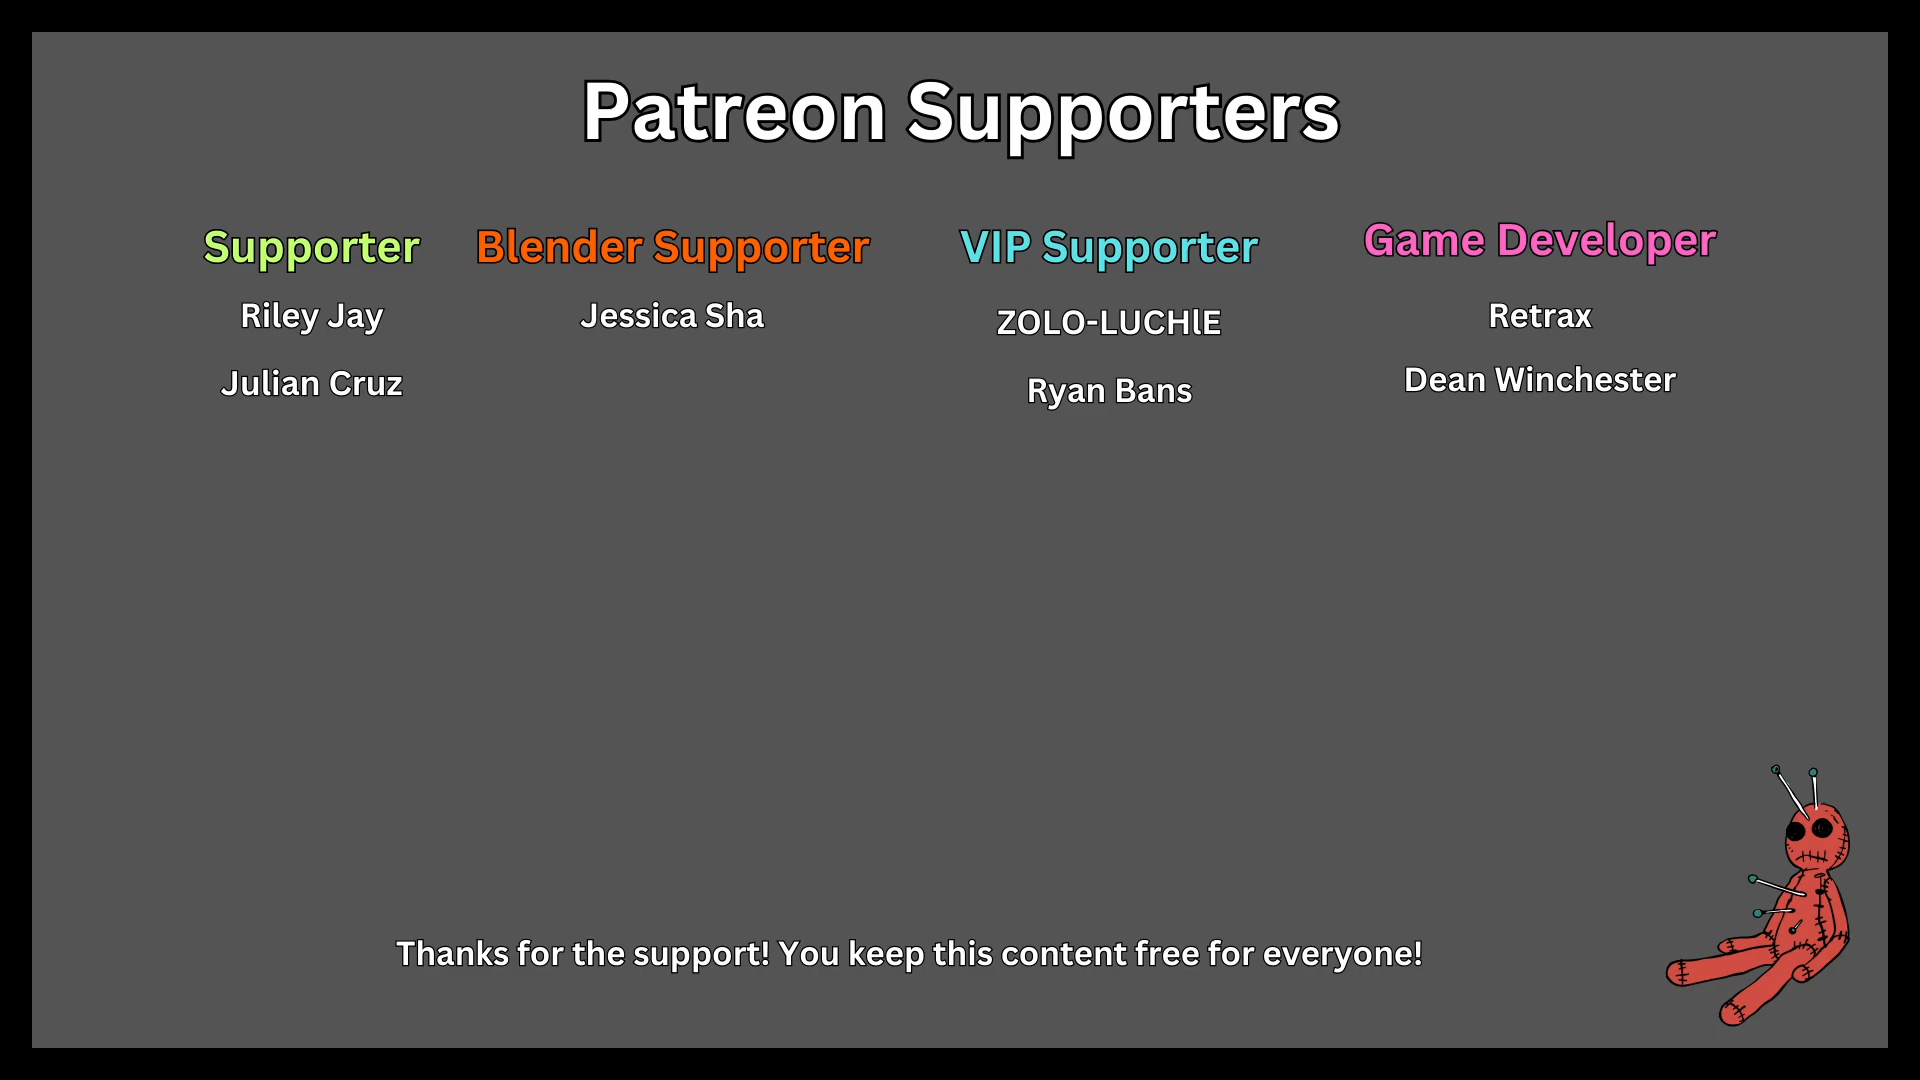 Patreon Supporters
Supporter
Riley Jay
Julian Cruz
Blender Supporter
Jessica Sha
VIP Supporter
ZOLO-LUCHlE
Ryan Bans
Game Developer
Retrax
Dean Winchester
Thanks for the support! You keep this content free for everyone!